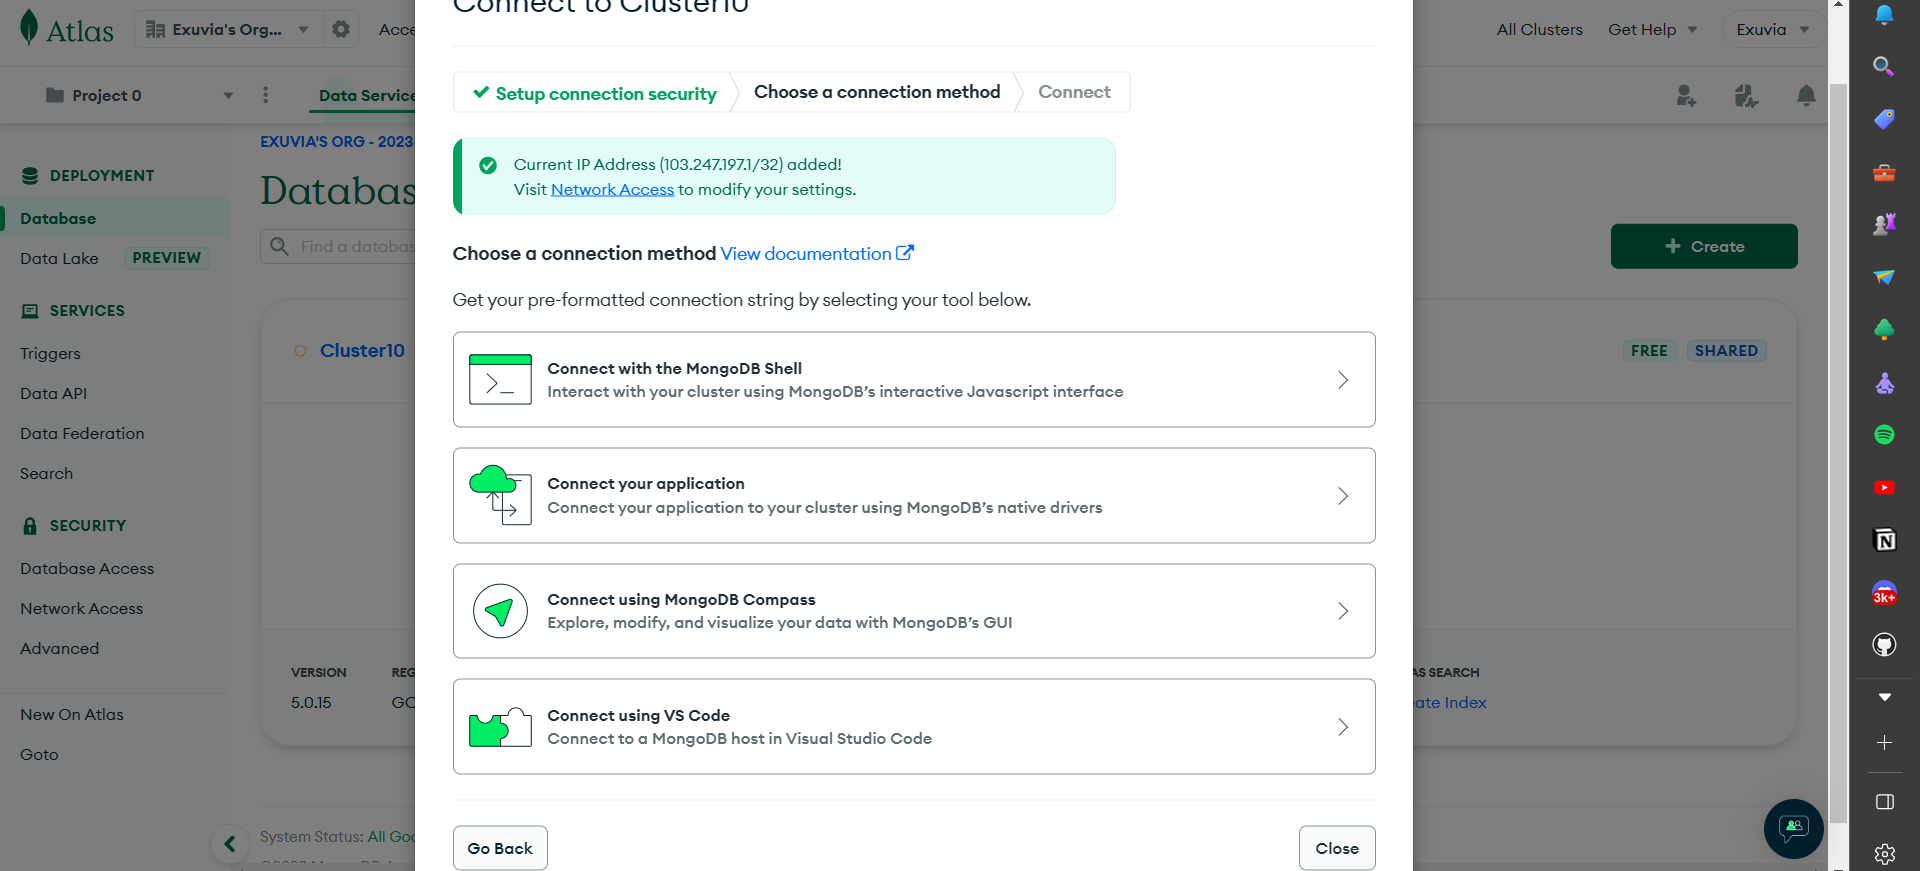 Connect to Cluster10
Atlas
Exuvia's Org...
Acce
All Clusters
Get Help
Exuvia
Project 0
Data Service
Setup connection security
Choose a connection method
Connect
EXUVIA'S ORG - 2023-
Databas
Find a databas
Create
DEPLOYMENT
Database
Data Lake
PREVIEW
SERVICES
Triggers
Data API
Data Federation
Search
SECURITY
Database Access
Network Access
Advanced
New On Atlas
Goto
Cluster10
FREE
SHARED
VERSION
5.0.15
REG
GC
AS SEARCH
eate Index
System Status: All Goo
Current IP Address (103.247.197.1/32) added!
Visit Network Access to modify your settings.
Choose a connection method View documentation
Get your pre-formatted connection string by selecting your tool below.
Connect with the MongoDB Shell
Interact with your cluster using MongoDB’s interactive Javascript interface
Connect your application
Connect your application to your cluster using MongoDB’s native drivers
Connect using MongoDB Compass
Explore, modify, and visualize your data with MongoDB’s GUI
Connect using VS Code
Connect to a MongoDB host in Visual Studio Code
Go Back
Close
3k+